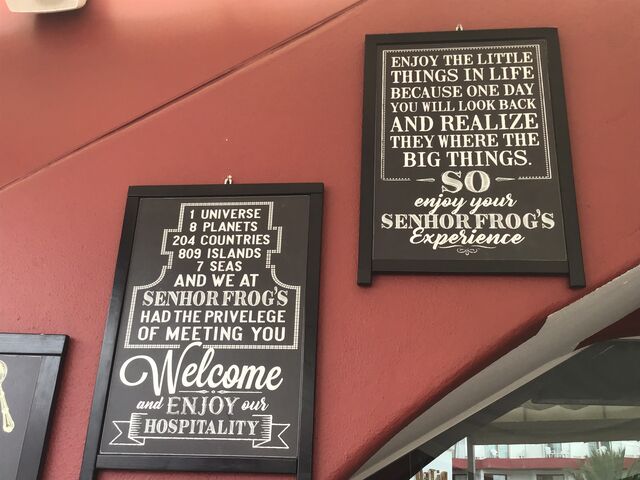 1 UNIVERSE
8 PLANETS
204 COUNTRIES
809 ISLANDS
7 SEAS
AND WE AT
SENHOR FROG'S
HAD THE PRIVELEGE
OF MEETING YOU
Welcome
and ENJOY our
HOSPITALITY
ENJOY THE LITTLE
THINGS IN LIFE
BECAUSE ONE DAY
YOU WILL LOOK BACK
AND REALIZE
THEY WHERE THE
BIG THINGS.
SO
enjoy your
SENHOR FROG'S
Experience